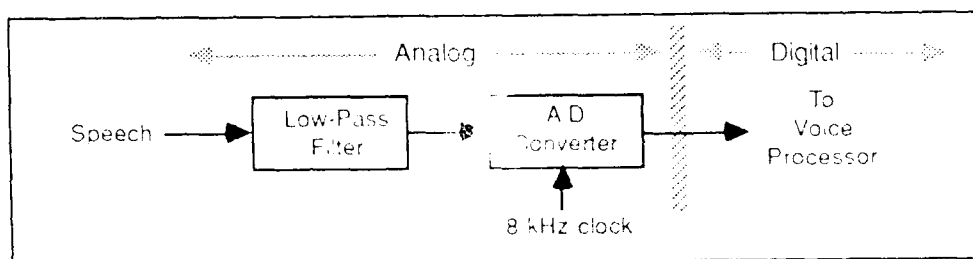 Analog
Digital
Speech
Low-Pass
Filter
A D
Converter
To
Voice
Processor
8 kHz clock